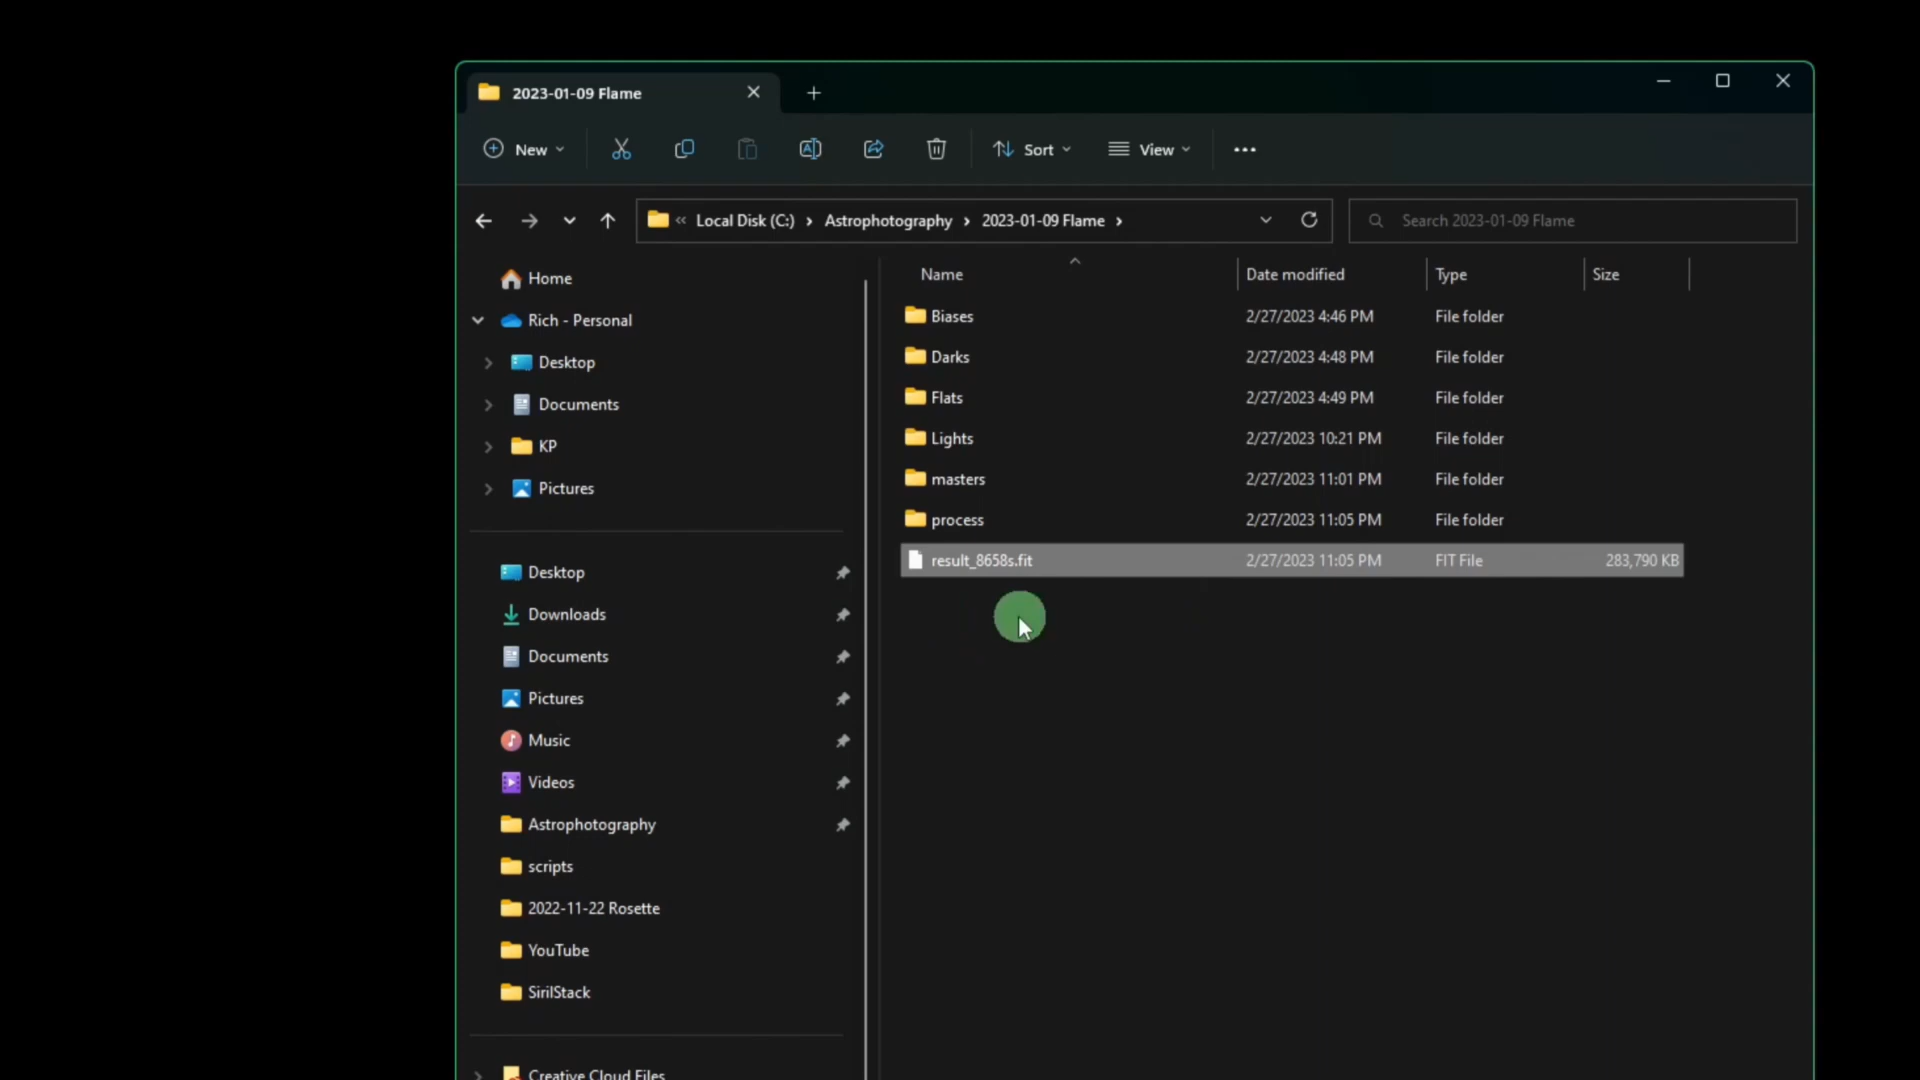 2023-01-09 Flame
New
Sort
View
« Local Disk (C:) › Astrophotography › 2023-01-09 Flame ›
Search 2023-01-09 Flame
Home
Rich - Personal
Desktop
Documents
KP
Pictures
Desktop
Downloads
Documents
Pictures
Music
Videos
Astrophotography
scripts
2022-11-22 Rosette
YouTube
SirilStack
Creative Cloud Files
Name Date modified Type Size
Biases 2/27/2023 4:46 PM File folder
Darks 2/27/2023 4:48 PM File folder
Flats 2/27/2023 4:49 PM File folder
Lights 2/27/2023 10:21 PM File folder
masters 2/27/2023 11:01 PM File folder
process 2/27/2023 11:05 PM File folder
result_8658s.fit 2/27/2023 11:05 PM FIT File 283,790 KB